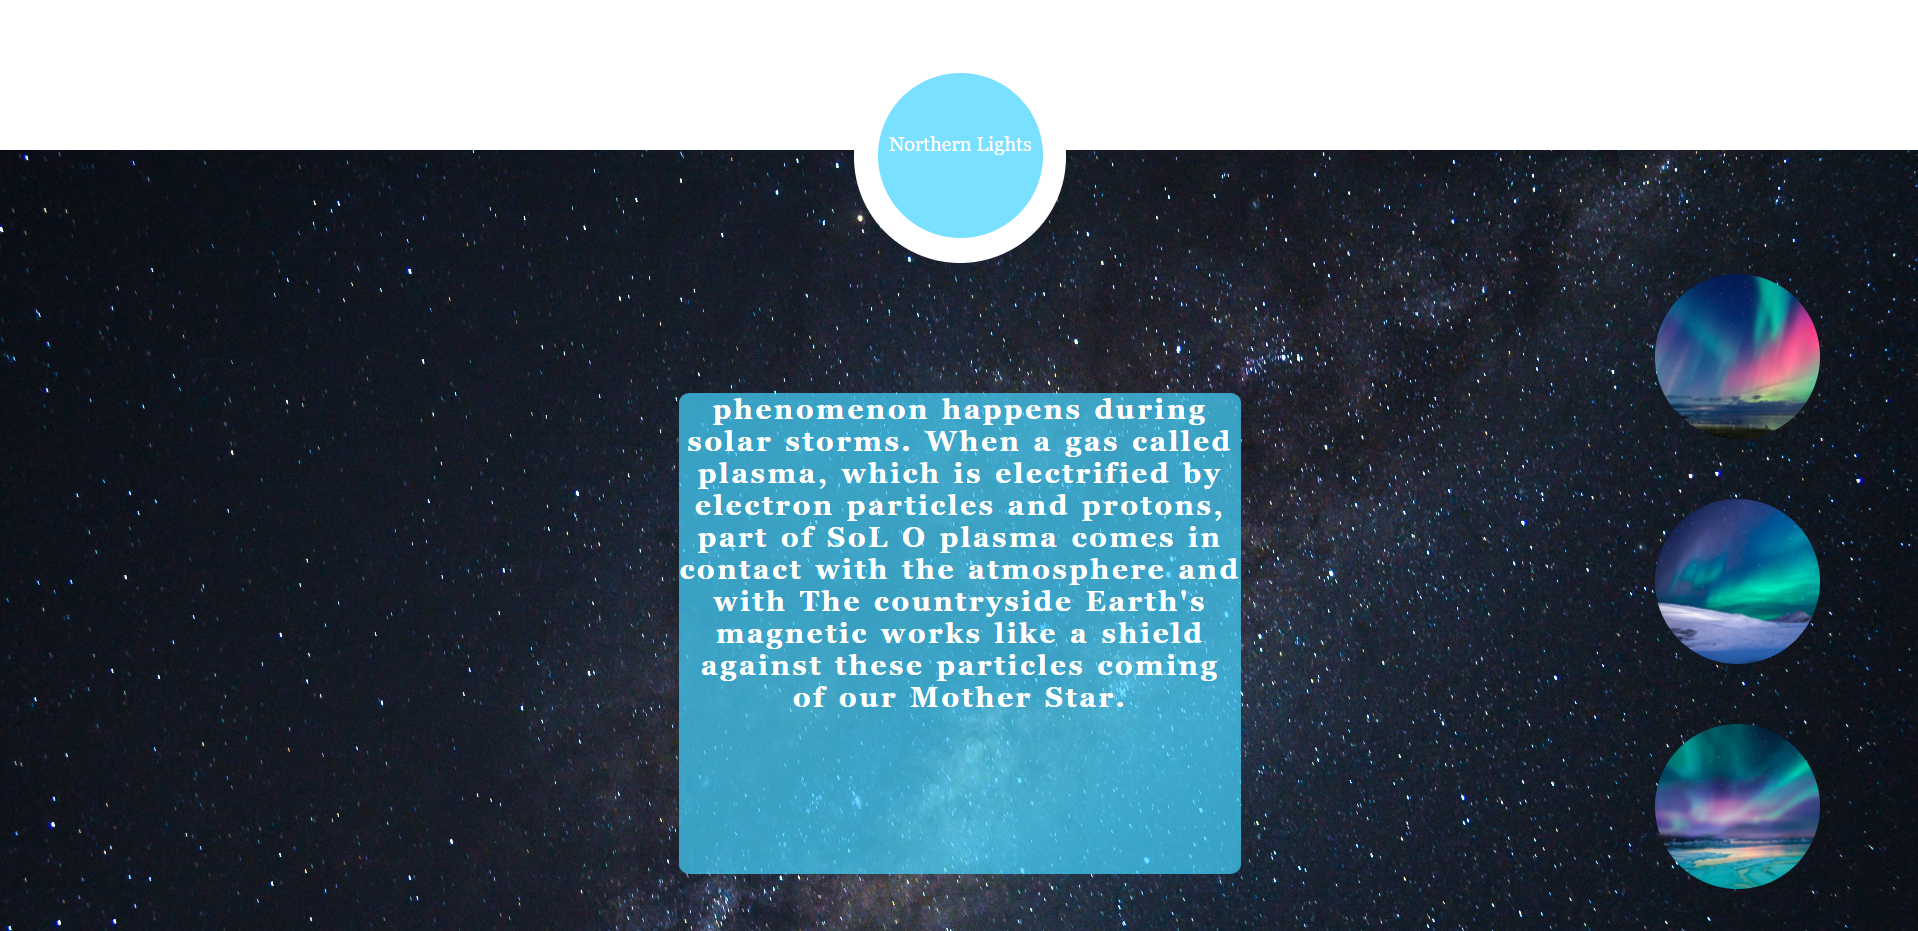 Northern Lights
phenomenon happens during
solar storms. When a gas called
plasma, which is electrified by
electron particles and protons,
part of SoL O plasma comes in
contact with the atmosphere and
with The countryside Earth's
magnetic works like a shield
against these particles coming
of our Mother Star.